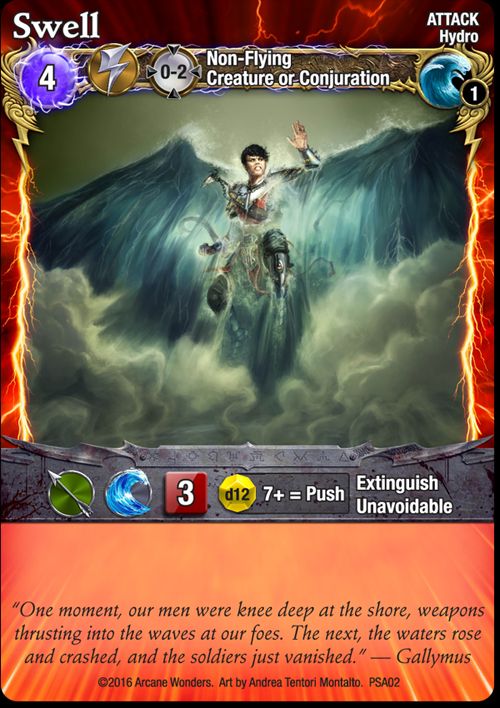 Swell
ATTACK
Hydro
4
0-2
Non-Flying
Creature or Conjuration
1
3
d12
7+ = Push
Extinguish
Unavoidable
“One moment, our men were knee deep at the shore, weapons
thrusting into the waves at our foes. The next, the waters rose
and crashed, and the soldiers just vanished.” — Gallymus
©2016 Arcane Wonders. Art by Andrea Tentori Montalto. PSA02